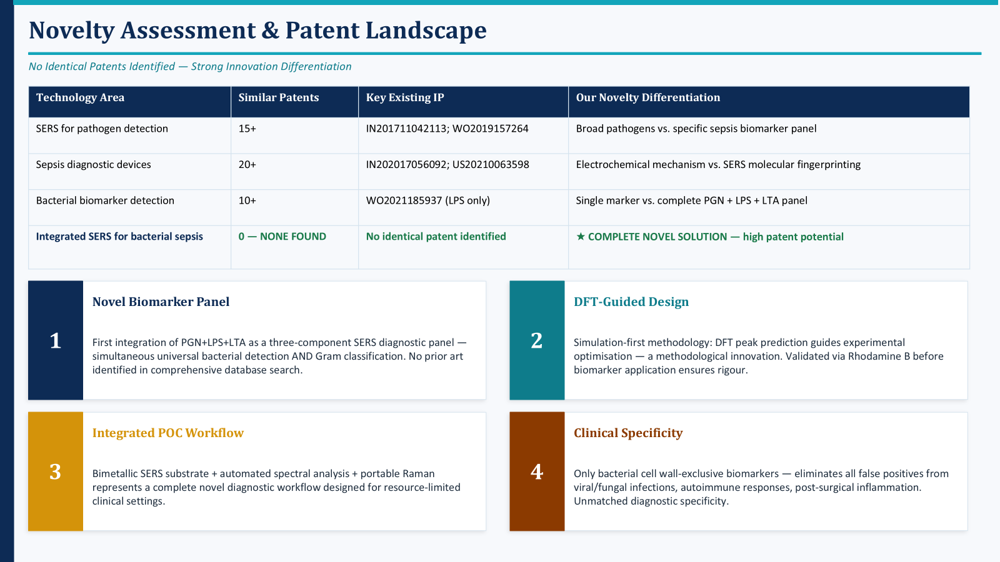 Novelty Assessment & Patent Landscape
No Identical Patents Identified — Strong Innovation Differentiation
Technology Area Similar Patents Key Existing IP Our Novelty Differentiation
SERS for pathogen detection 15+ IN201711042113; WO2019157264 Broad pathogens vs. specific sepsis biomarker panel
Sepsis diagnostic devices 20+ IN202017056092; US20210063598 Electrochemical mechanism vs. SERS molecular fingerprinting
Bacterial biomarker detection 10+ WO2021185937 (LPS only) Single marker vs. complete PGN + LPS + LTA panel
Integrated SERS for bacterial sepsis 0 — NONE FOUND No identical patent identified ★ COMPLETE NOVEL SOLUTION — high patent potential
1
Novel Biomarker Panel
First integration of PGN+LPS+LTA as a three-component SERS diagnostic panel —
simultaneous universal bacterial detection AND Gram classification. No prior art
identified in comprehensive database search.
2
DFT-Guided Design
Simulation-first methodology: DFT peak prediction guides experimental
optimisation — a methodological innovation. Validated via Rhodamine B before
biomarker application ensures rigour.
3
Integrated POC Workflow
Bimetallic SERS substrate + automated spectral analysis + portable Raman
represents a complete novel diagnostic workflow designed for resource-limited
clinical settings.
4
Clinical Specificity
Only bacterial cell wall-exclusive biomarkers — eliminates all false positives from
viral/fungal infections, autoimmune responses, post-surgical inflammation.
Unmatched diagnostic specificity.